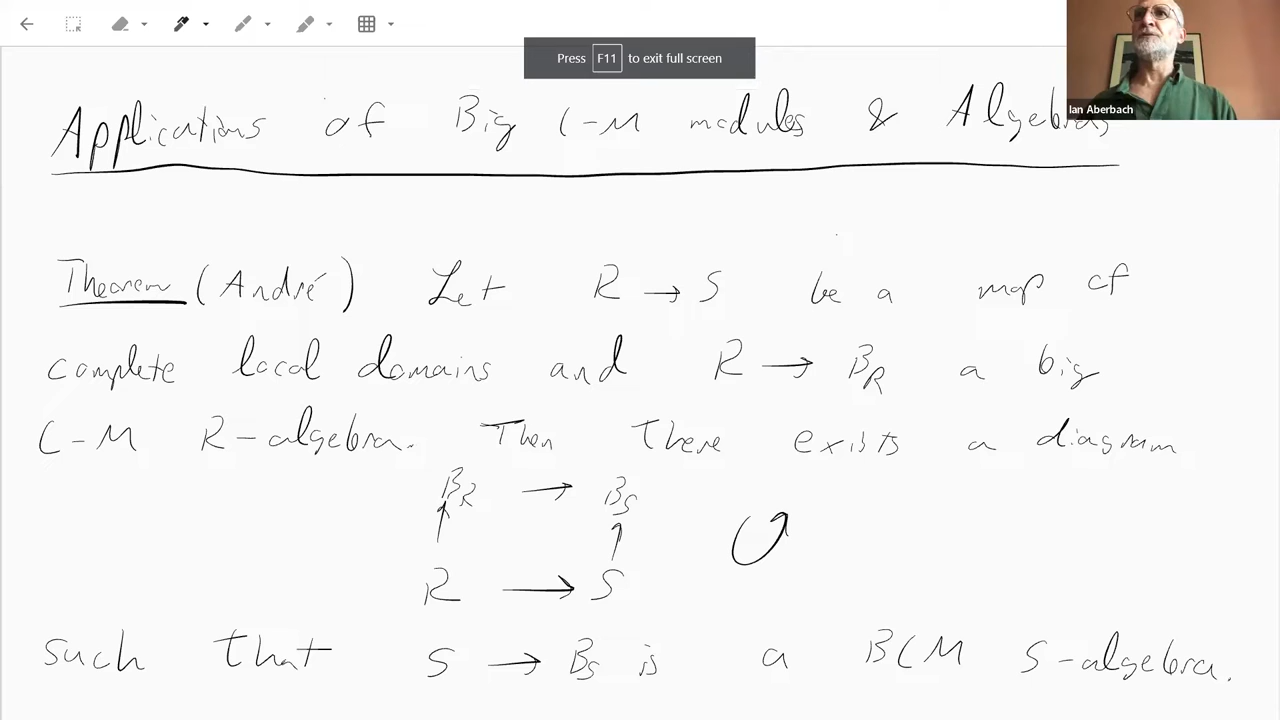 Press F11 to exit full screen
Ian Aberbach
Applications of Big C-M modules & Algebras
Theorem (André) Let R → S be a map of
complete local domains and R → B_R a big
C-M R-algebra. Then there exists a diagram
B_R → B_S
↑ ↑ ↺
R → S
such that S → B_S is a BCM S-algebra.